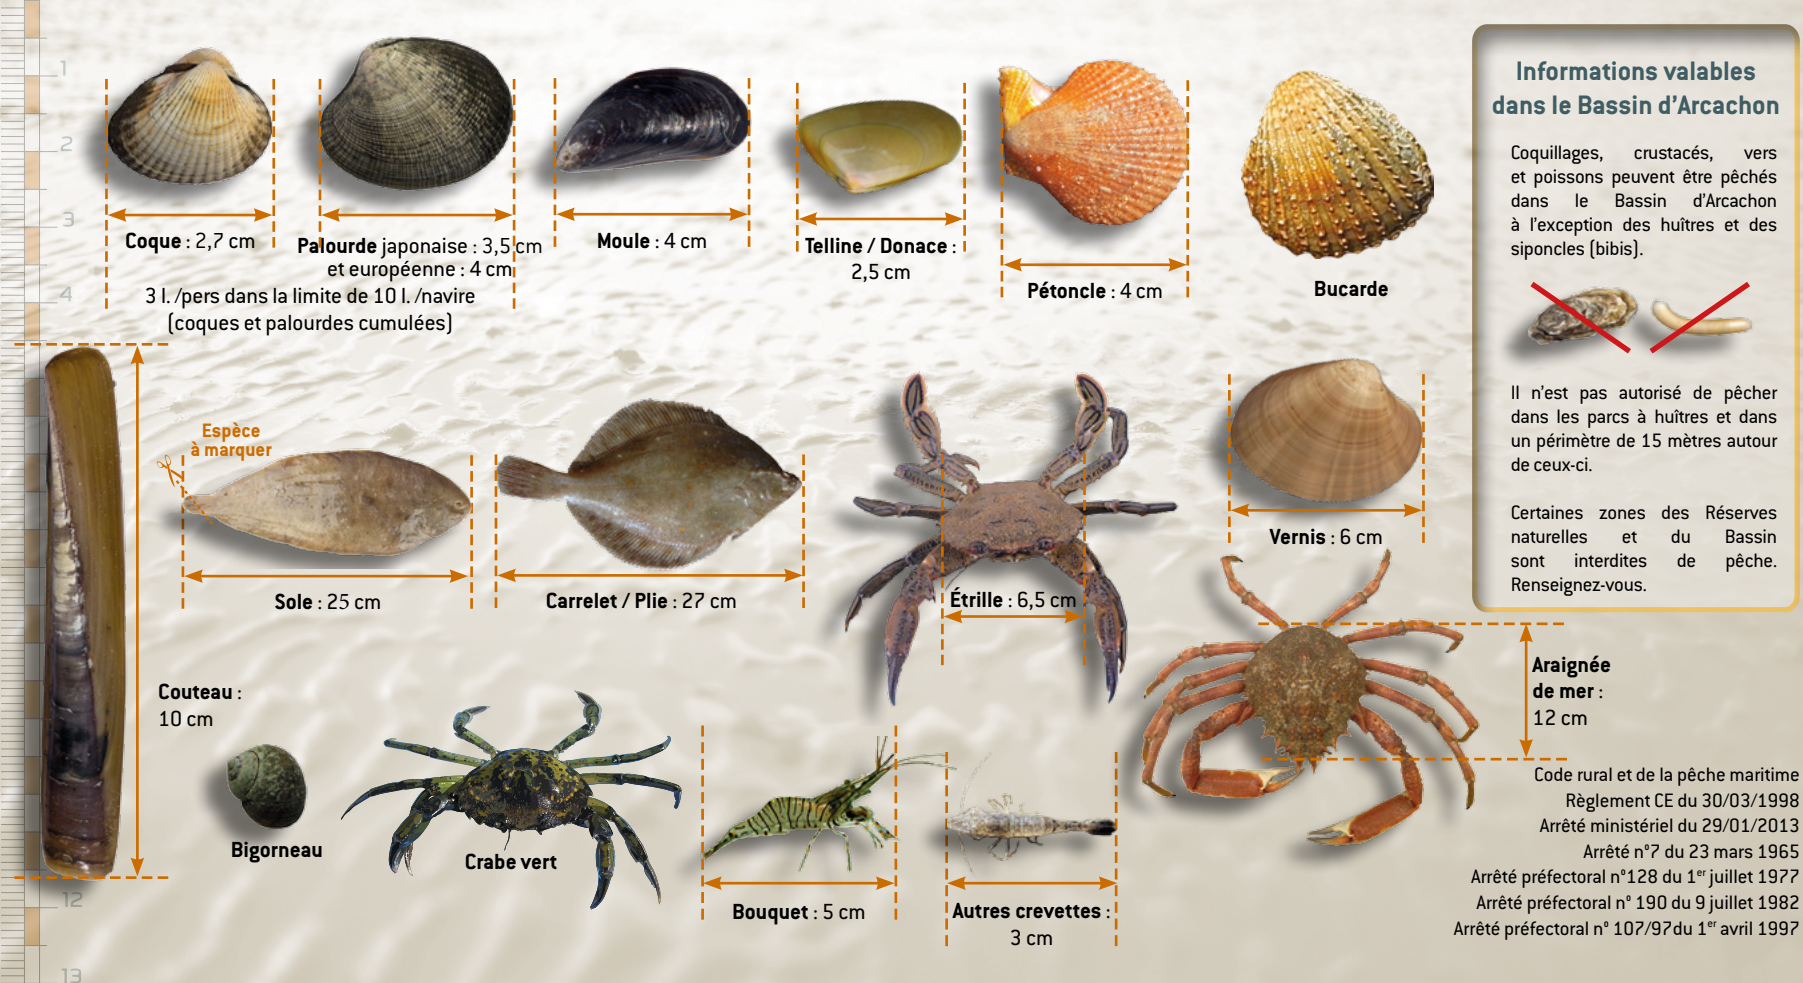 1
2
3
4
12
13
Coque : 2,7 cm
Palourde japonaise : 3,5 cm
et européenne : 4 cm
3 l. /pers dans la limite de 10 l. /navire
(coques et palourdes cumulées)
Moule : 4 cm
Telline / Donace :
2,5 cm
Pétoncle : 4 cm
Bucarde
Espèce
à marquer
Sole : 25 cm
Carrelet / Plie : 27 cm
Étrille : 6,5 cm
Vernis : 6 cm
Couteau :
10 cm
Bigorneau
Crabe vert
Bouquet : 5 cm
Autres crevettes :
3 cm
Araignée
de mer :
12 cm
Informations valables
dans le Bassin d'Arcachon
Coquillages, crustacés, vers
et poissons peuvent être pêchés
dans le Bassin d'Arcachon
à l'exception des huîtres et des
siponcles (bibis).
Il n'est pas autorisé de pêcher
dans les parcs à huîtres et dans
un périmètre de 15 mètres autour
de ceux-ci.
Certaines zones des Réserves
naturelles et du Bassin
sont interdites de pêche.
Renseignez-vous.
Code rural et de la pêche maritime
Règlement CE du 30/03/1998
Arrêté ministériel du 29/01/2013
Arrêté n°7 du 23 mars 1965
Arrêté préfectoral n°128 du 1er juillet 1977
Arrêté préfectoral n° 190 du 9 juillet 1982
Arrêté préfectoral n° 107/97du 1er avril 1997